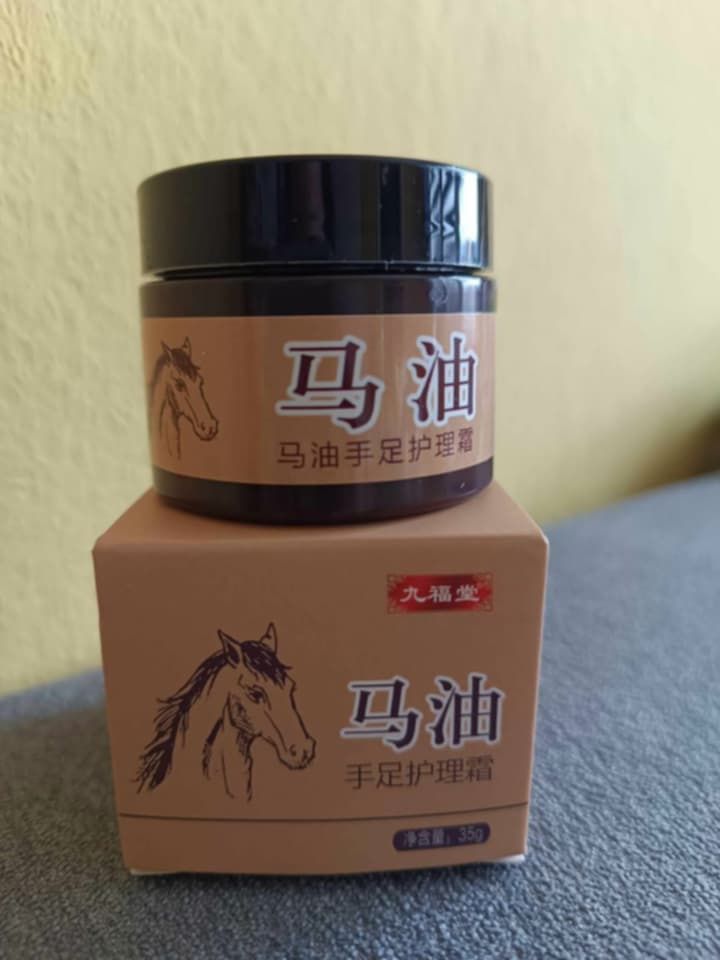 马油
马油手足护理霜
九福堂
马油
手足护理霜
净含量：35g